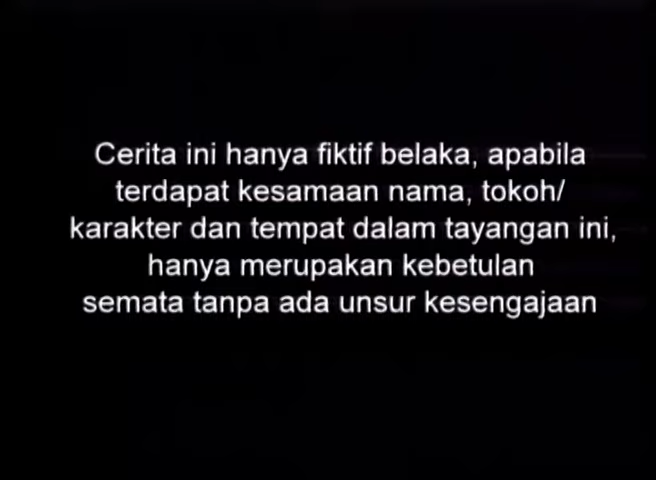 Cerita ini hanya fiktif belaka, apabila
terdapat kesamaan nama, tokoh/
karakter dan tempat dalam tayangan ini,
hanya merupakan kebetulan
semata tanpa ada unsur kesengajaan